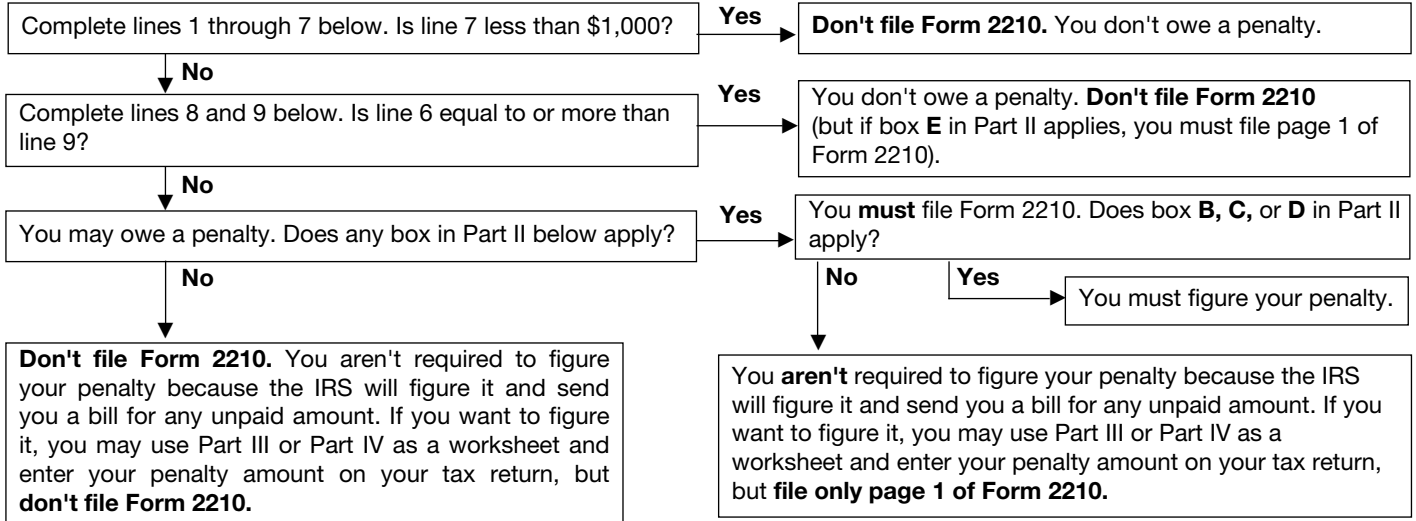 Complete lines 1 through 7 below. Is line 7 less than $1,000?
Yes
Don't file Form 2210. You don't owe a penalty.
No
Complete lines 8 and 9 below. Is line 6 equal to or more than
line 9?
Yes
You don't owe a penalty. Don't file Form 2210
(but if box E in Part II applies, you must file page 1 of
Form 2210).
No
You may owe a penalty. Does any box in Part II below apply?
Yes
You must file Form 2210. Does box B, C, or D in Part II
apply?
No
Yes
You must figure your penalty.
No
Don't file Form 2210. You aren't required to figure
your penalty because the IRS will figure it and send
you a bill for any unpaid amount. If you want to figure
it, you may use Part III or Part IV as a worksheet and
enter your penalty amount on your tax return, but
don't file Form 2210.
You aren't required to figure your penalty because the IRS
will figure it and send you a bill for any unpaid amount. If you
want to figure it, you may use Part III or Part IV as a
worksheet and enter your penalty amount on your tax return,
but file only page 1 of Form 2210.